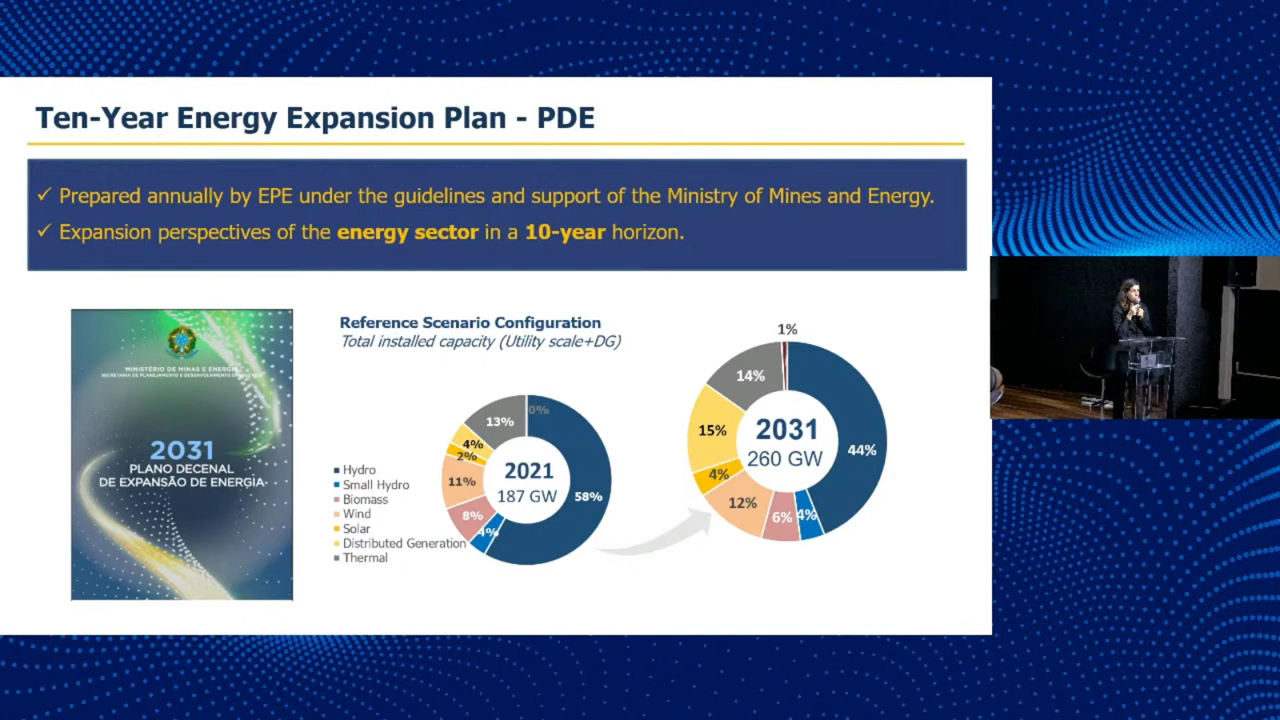 Ten-Year Energy Expansion Plan - PDE
✓ Prepared annually by EPE under the guidelines and support of the Ministry of Mines and Energy.
✓ Expansion perspectives of the energy sector in a 10-year horizon.
MINISTÉRIO DE MINAS E ENERGIA
2031
PLANO DECENAL
DE EXPANSÃO DE ENERGIA
Reference Scenario Configuration
Total installed capacity (Utility scale+DG)
Hydro
Small Hydro
Biomass
Wind
Solar
Distributed Generation
Thermal
2021
187 GW
0%
58%
4%
8%
11%
2%
4%
13%
2031
260 GW
1%
44%
4%
6%
12%
4%
15%
14%